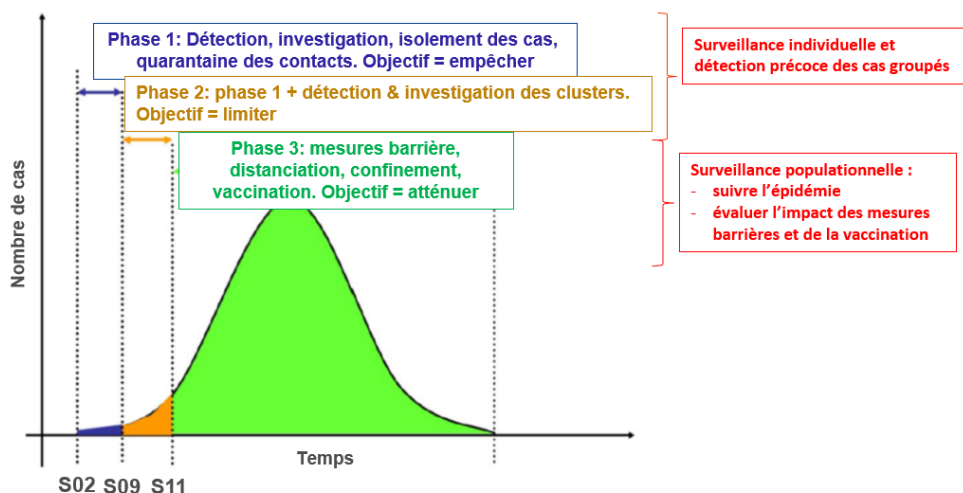 Phase 1: Détection, investigation, isolement des cas,
quarantaine des contacts. Objectif = empêcher
Phase 2: phase 1 + détection & investigation des clusters.
Objectif = limiter
Phase 3: mesures barrière,
distanciation, confinement,
vaccination. Objectif = atténuer
Surveillance individuelle et
détection précoce des cas groupés
Surveillance populationnelle :
- suivre l’épidémie
- évaluer l’impact des mesures
barrières et de la vaccination
Nombre de cas
Temps
S02 S09 S11